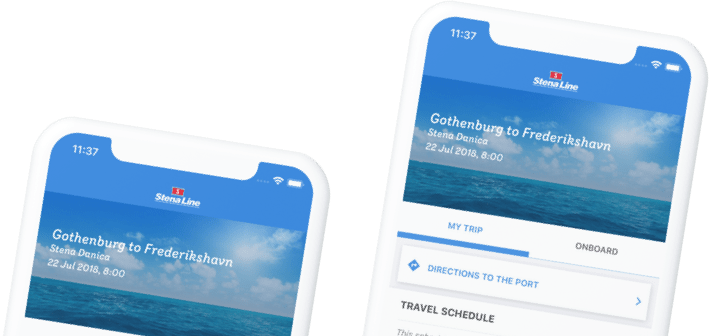 11:37
Stena Line
Gothenburg to Frederikshavn
Stena Danica
22 Jul 2018, 8:00
11:37
S
Stena Line
Gothenburg to Frederikshavn
Stena Danica
22 Jul 2018, 8:00
MY TRIP
ONBOARD
DIRECTIONS TO THE PORT
TRAVEL SCHEDULE